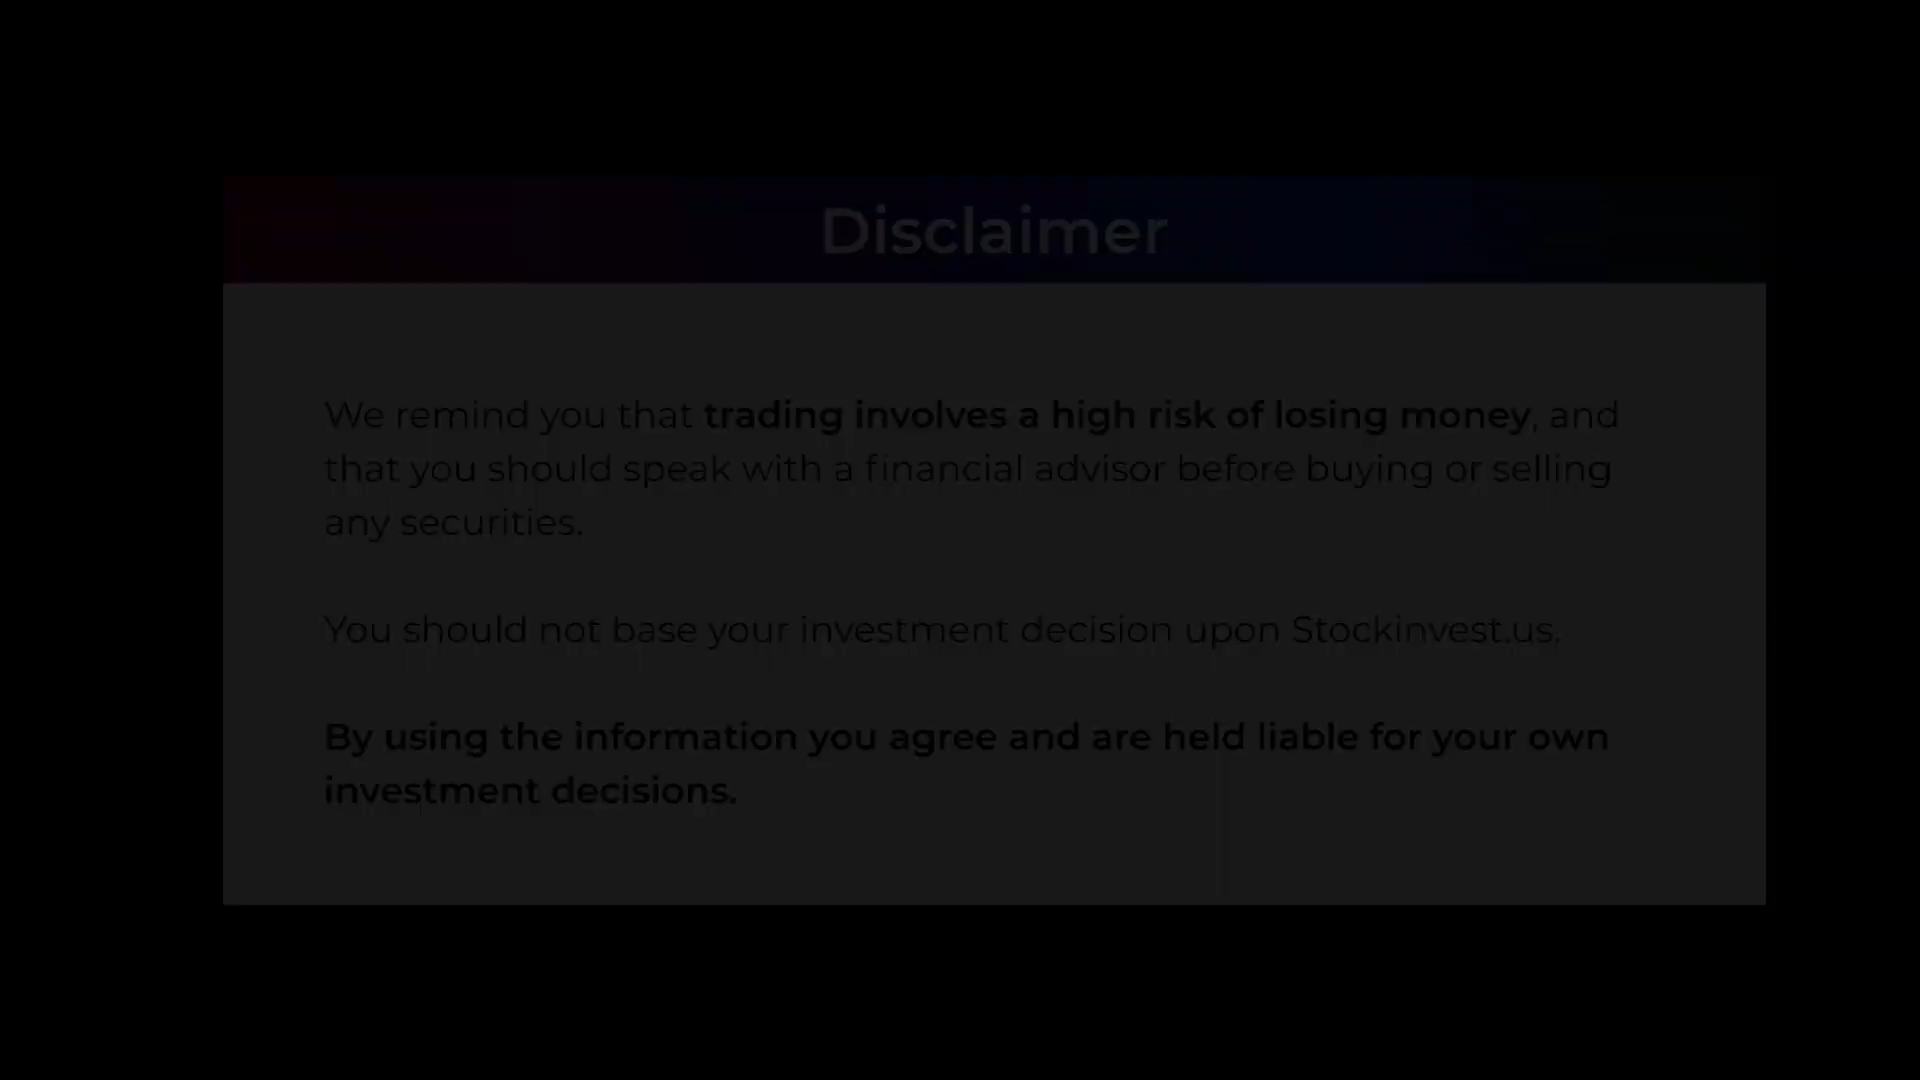 Disclaimer
We remind you that trading involves a high risk of losing money, and
that you should speak with a financial advisor before buying or selling
any securities.
You should not base your investment decision upon Stockinvest.us.
By using the information you agree and are held liable for your own
investment decisions.